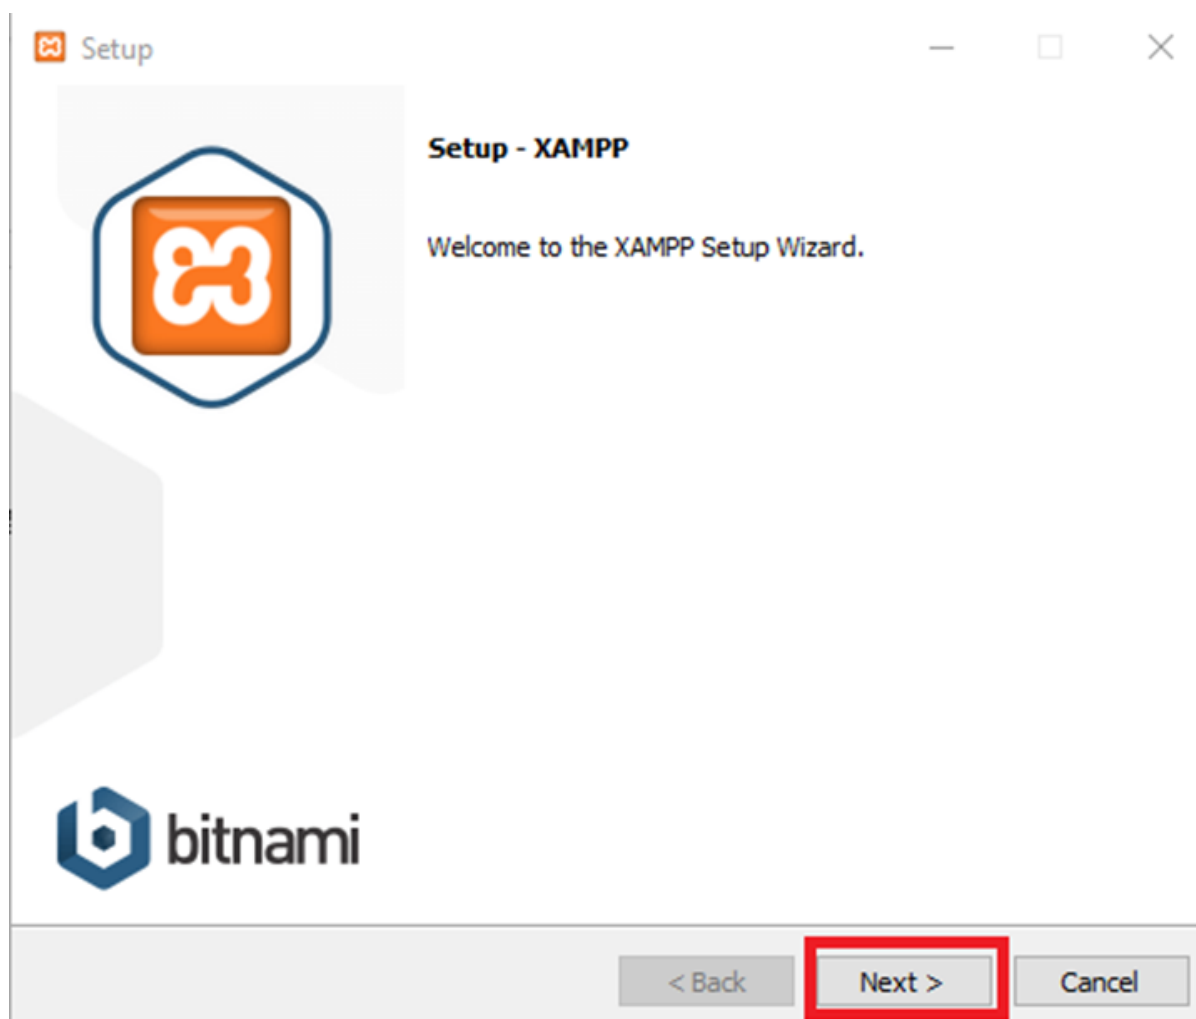 Setup
Setup - XAMPP
Welcome to the XAMPP Setup Wizard.
bitnami
< Back
Next >
Cancel